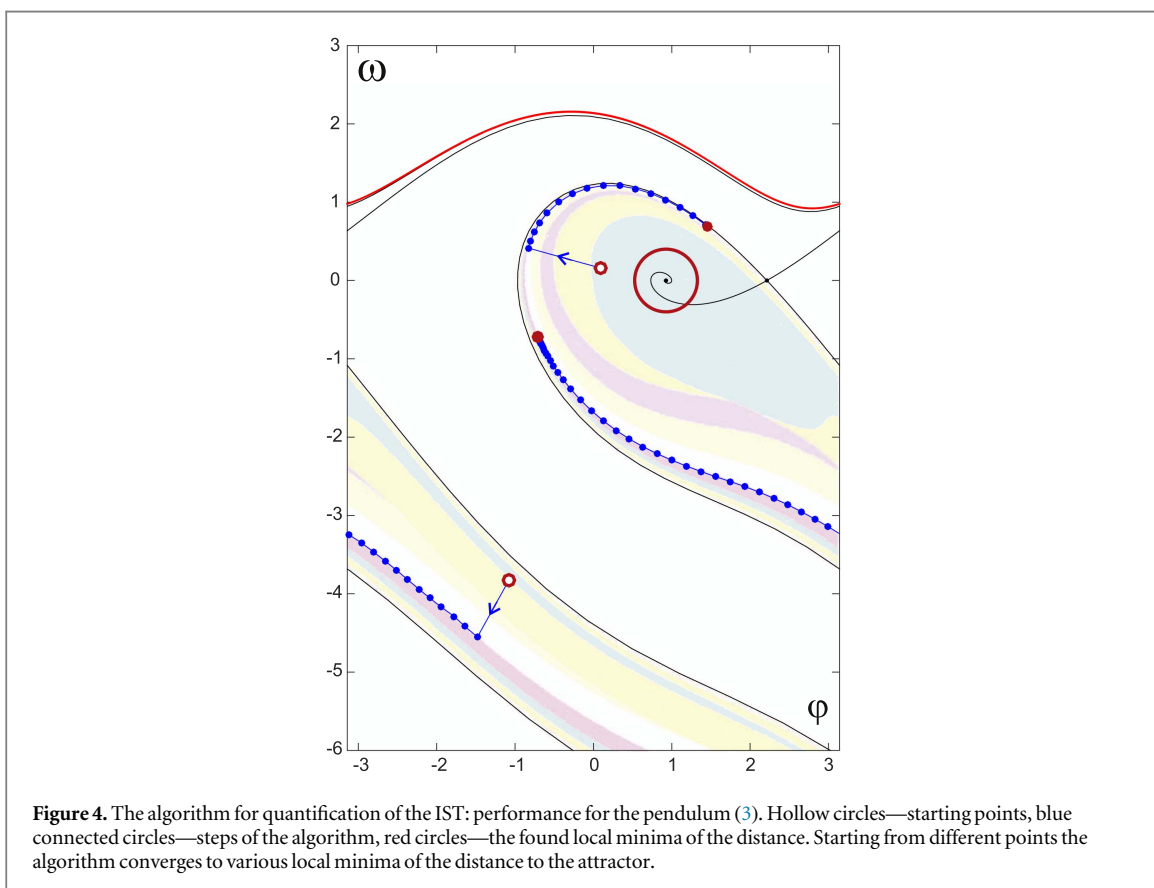 3
ω
2
1
0
-1
-2
-3
-4
-5
φ
-6
-3 -2 -1 0 1 2 3
Figure 4. The algorithm for quantification of the IST: performance for the pendulum (3). Hollow circles—starting points, blue
connected circles—steps of the algorithm, red circles—the found local minima of the distance. Starting from different points the
algorithm converges to various local minima of the distance to the attractor.